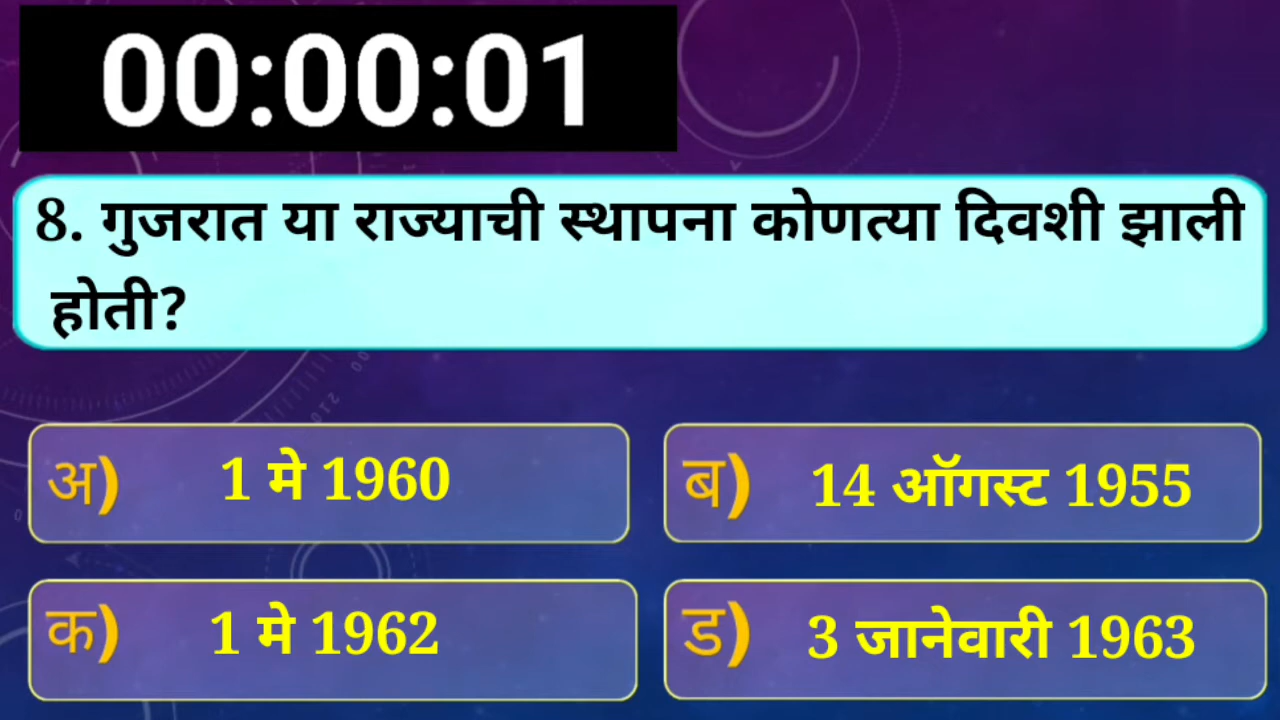 00:00:01
8. गुजरात या राज्याची स्थापना कोणत्या दिवशी झाली
होती?
अ) 1 मे 1960
ब) 14 ऑगस्ट 1955
क) 1 मे 1962
ड) 3 जानेवारी 1963